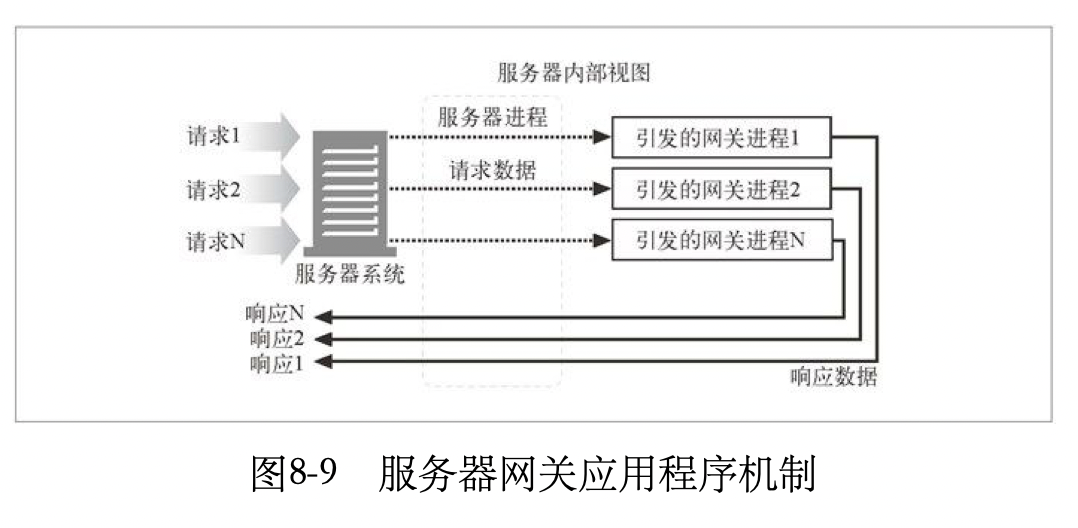 服务器内部视图
服务器进程
请求1
引发的网关进程1
请求数据
请求2
引发的网关进程2
请求N
引发的网关进程N
服务器系统
响应N
响应2
响应1
响应数据
图8-9 服务器网关应用程序机制